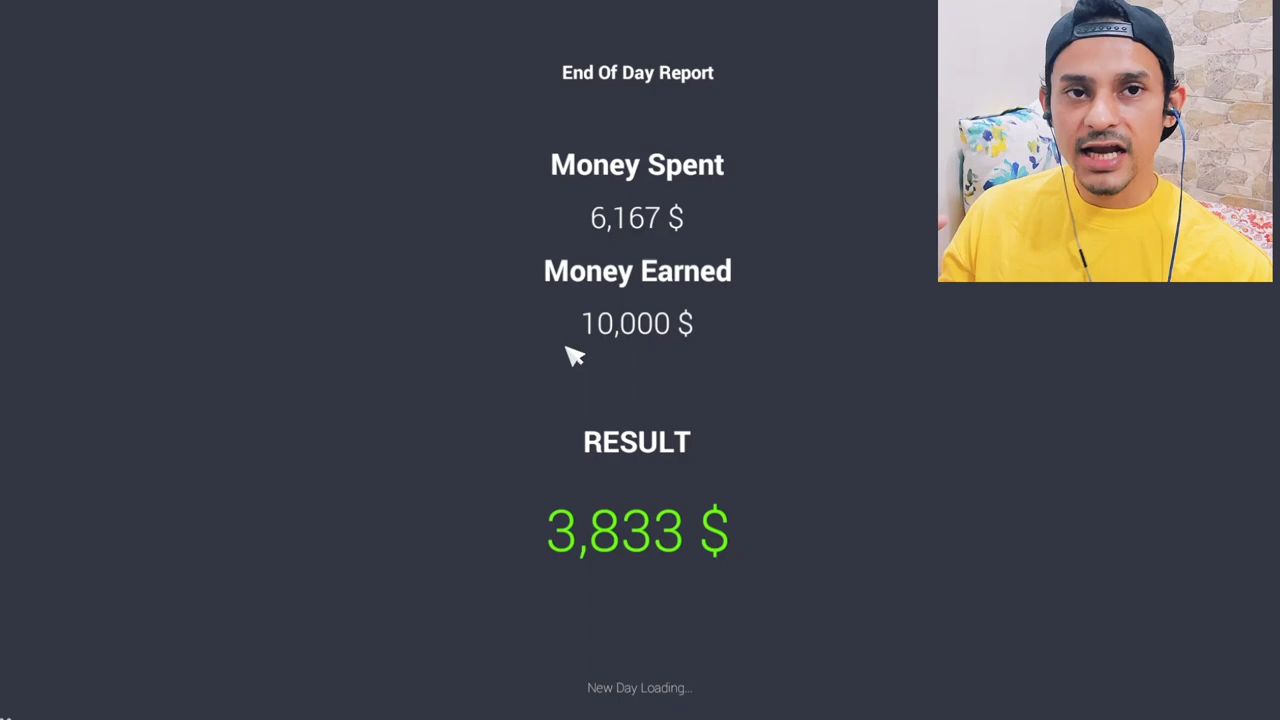 End Of Day Report
Money Spent
6,167 $
Money Earned
10,000 $
RESULT
3,833 $
New Day Loading...